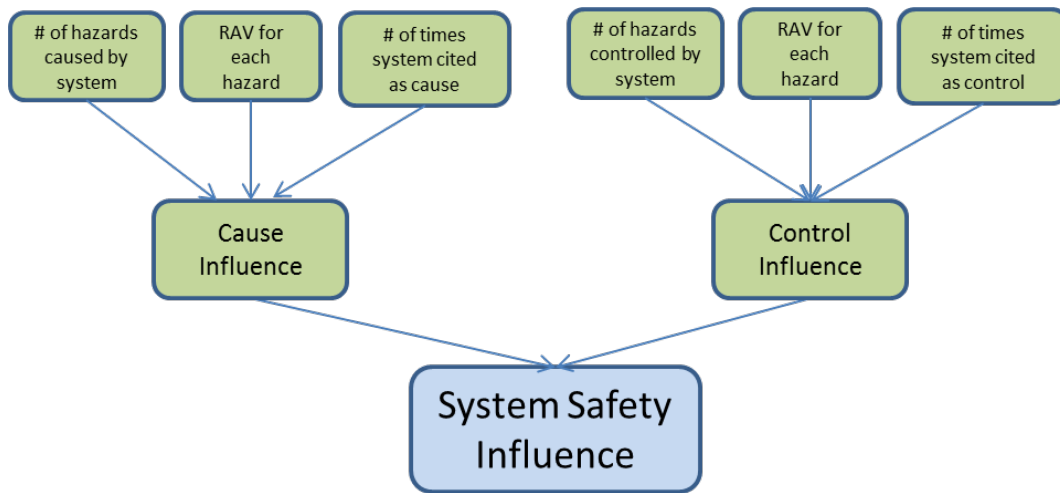 # of hazards
caused by
system
RAV for
each
hazard
# of times
system cited
as cause
# of hazards
controlled by
system
RAV for
each
hazard
# of times
system cited
as control
Cause
Influence
Control
Influence
System Safety
Influence